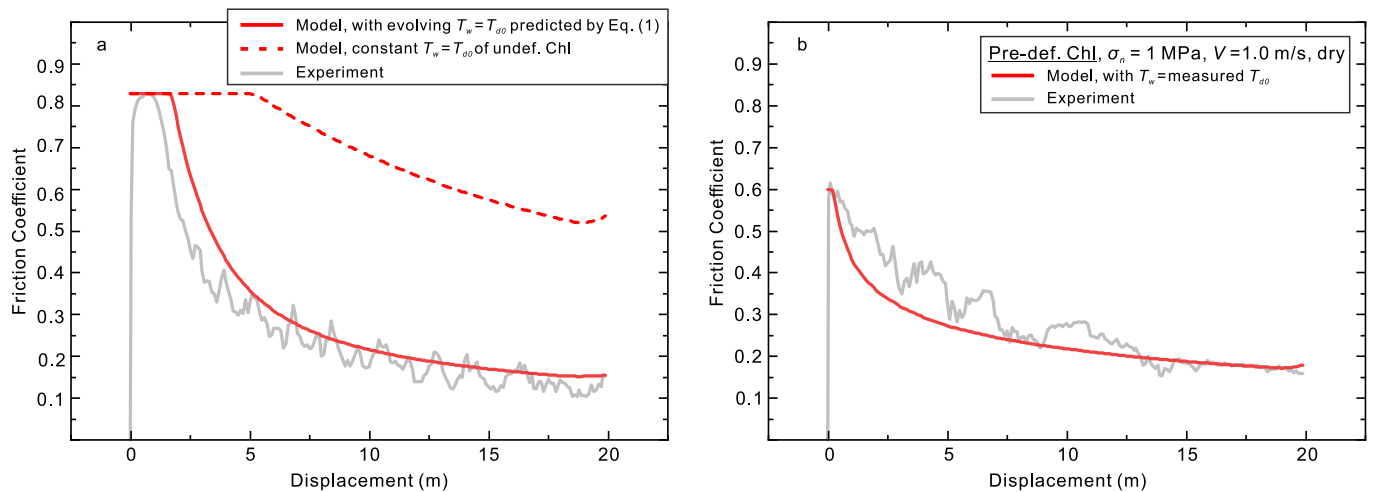 a
Model, with evolving T_w=T_d0 predicted by Eq. (1)
Model, constant T_w=T_d0 of undef. Chl
Experiment
0.9
0.8
0.7
0.6
0.5
0.4
0.3
0.2
0.1
Friction Coefficient
0
5
10
15
20
Displacement (m)
b
Pre-def. Chl, σ_n = 1 MPa, V=1.0 m/s, dry
Model, with T_w=measured T_d0
Experiment
0.9
0.8
0.7
0.6
0.5
0.4
0.3
0.2
0.1
Friction Coefficient
0
5
10
15
20
Displacement (m)